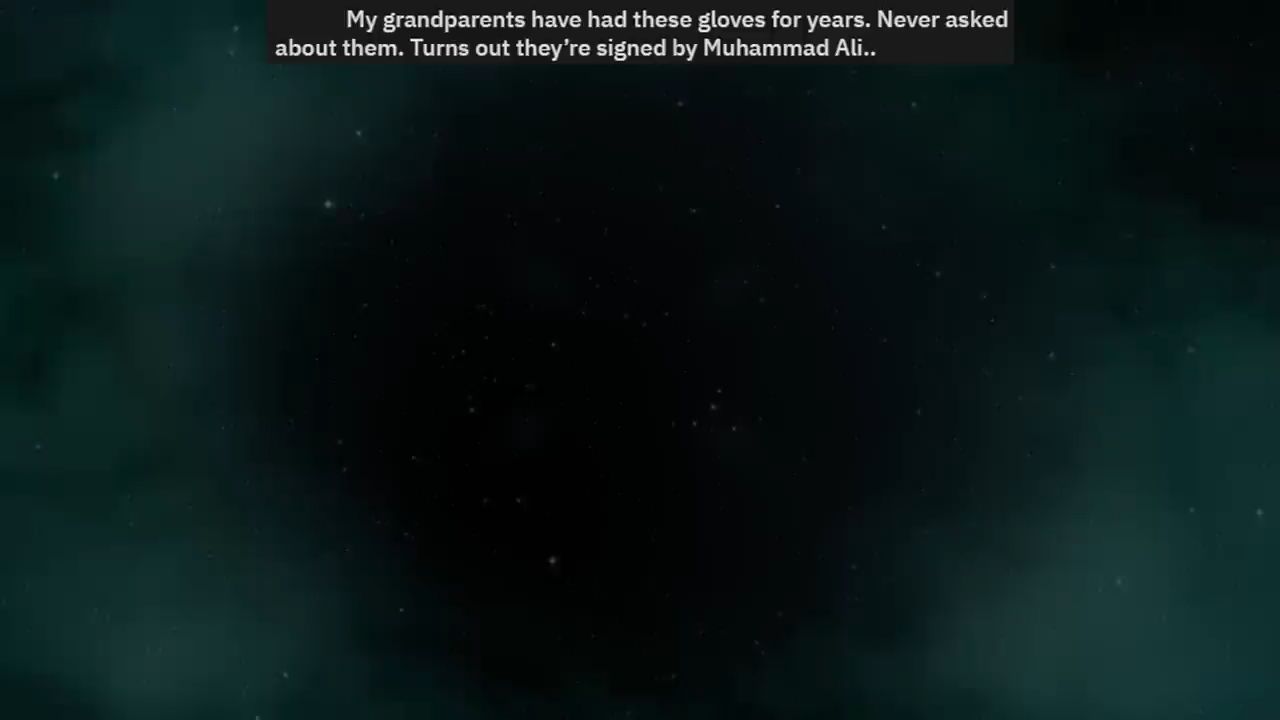 My grandparents have had these gloves for years. Never asked
about them. Turns out they’re signed by Muhammad Ali..